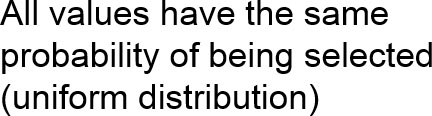 All values have the same
probability of being selected
(uniform distribution)